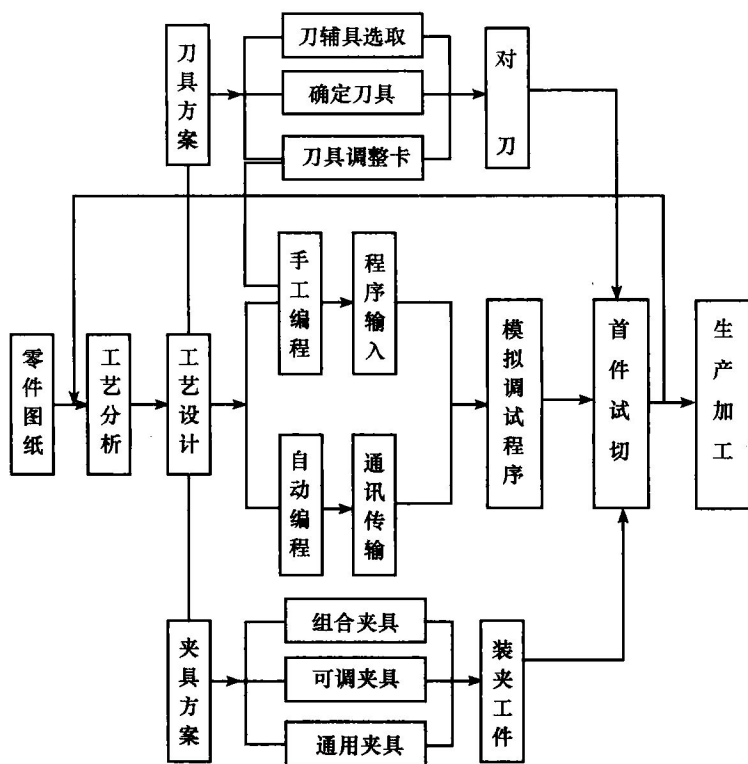 刀具方案
刀辅具选取
确定刀具
刀具调整卡
对刀
零件图纸
工艺分析
工艺设计
手工编程
程序输入
自动编程
通讯传输
模拟调试程序
首件试切
生产加工
夹具方案
组合夹具
可调夹具
通用夹具
装夹工件